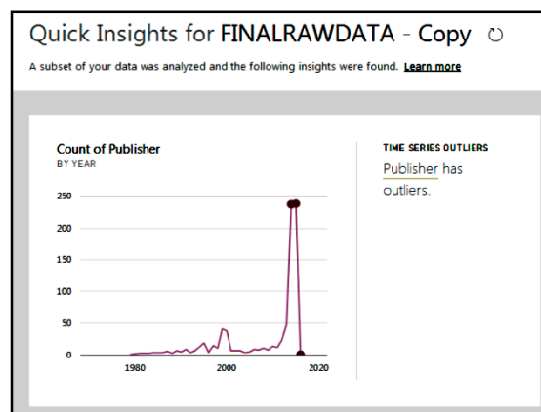 Quick Insights for FINALRAWDATA - Copy
A subset of your data was analyzed and the following insights were found. Learn more
Count of Publisher
BY YEAR
250
200
150
100
50
0
1980
2000
2020
TIME SERIES OUTLIERS
Publisher has
outliers.